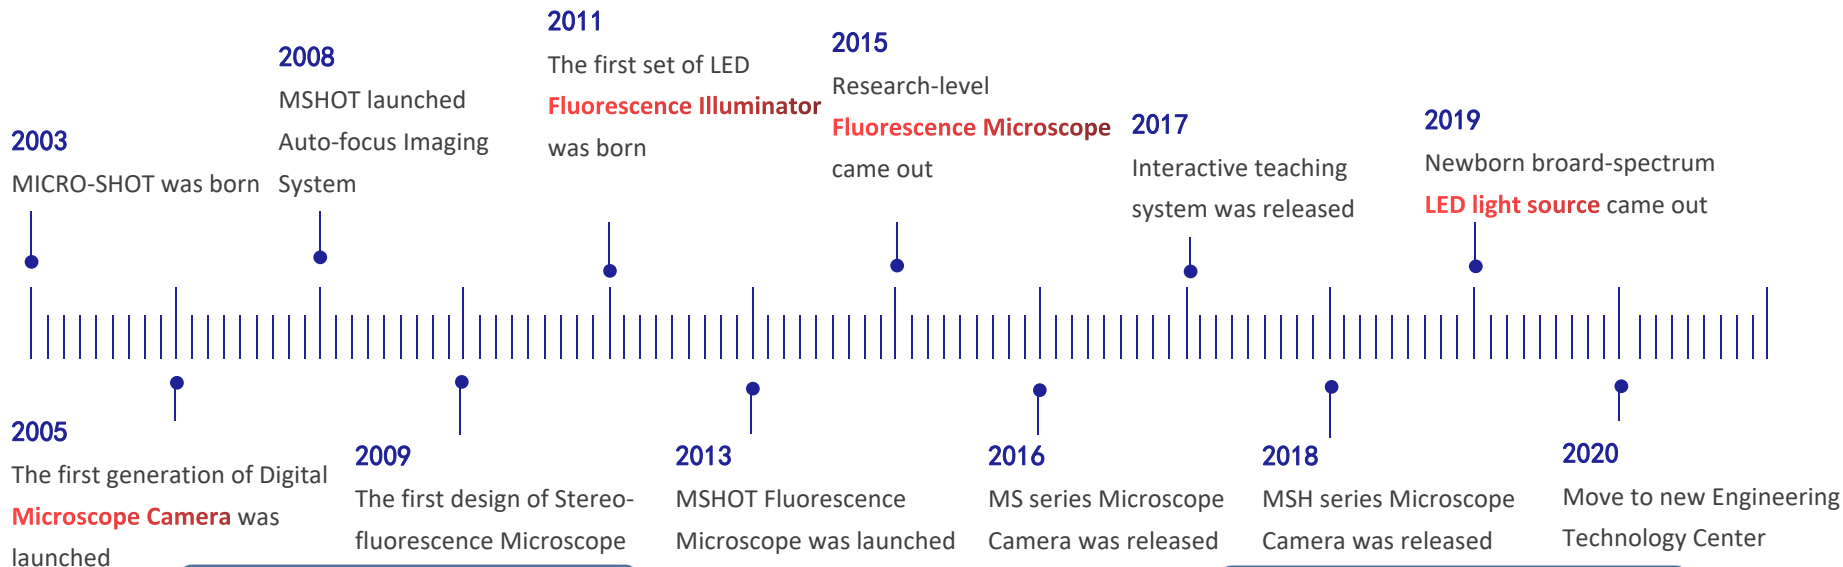 2003
MICRO-SHOT was born
2008
MSHOT launched
Auto-focus Imaging
System
2011
The first set of LED
Fluorescence Illuminator
was born
2015
Research-level
Fluorescence Microscope
came out
2017
Interactive teaching
system was released
2019
Newborn broard-spectrum
LED light source came out
2005
The first generation of Digital
Microscope Camera was
launched
2009
The first design of Stereo-
fluorescence Microscope
2013
MSHOT Fluorescence
Microscope was launched
2016
MS series Microscope
Camera was released
2018
MSH series Microscope
Camera was released
2020
Move to new Engineering
Technology Center